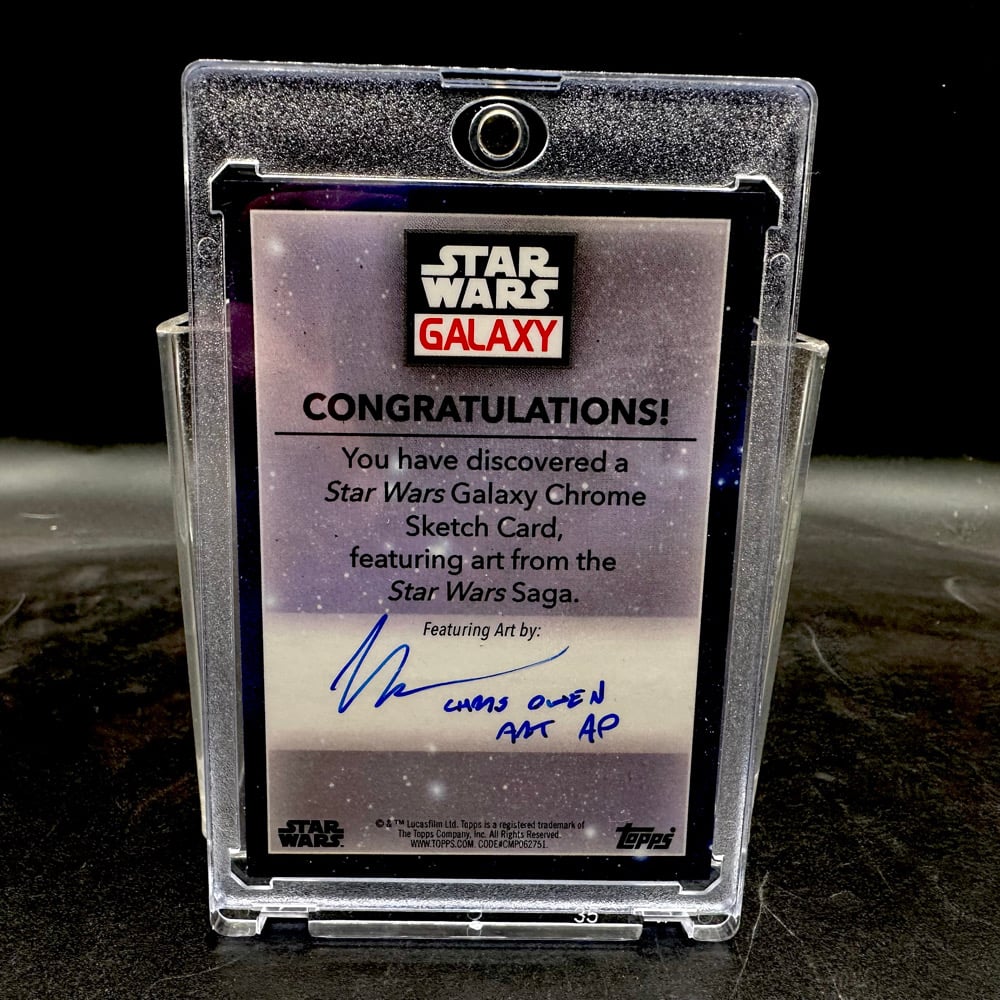 STAR
WARS
GALAXY
CONGRATULATIONS!
You have discovered a
Star Wars Galaxy Chrome
Sketch Card,
featuring art from the
Star Wars Saga.
Featuring Art by:
CHRIS OWEN
ART AP
STAR
WARS
© & ™ Lucasfilm Ltd. Topps is a registered trademark of
The Topps Company, Inc. All Rights Reserved.
WWW.TOPPS.COM. CODE#CMP062751.
topps
35